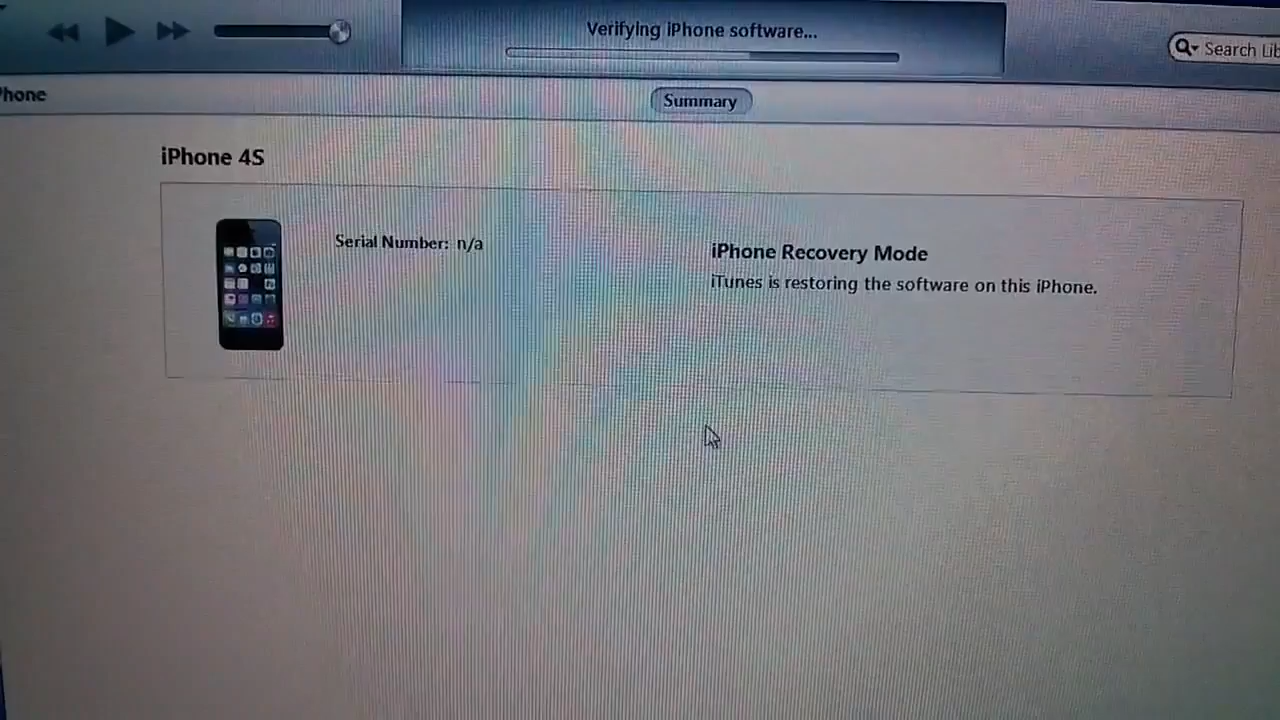 Verifying iPhone software...
Search Lib
Phone
Summary
iPhone 4S
Serial Number: n/a
iPhone Recovery Mode
iTunes is restoring the software on this iPhone.